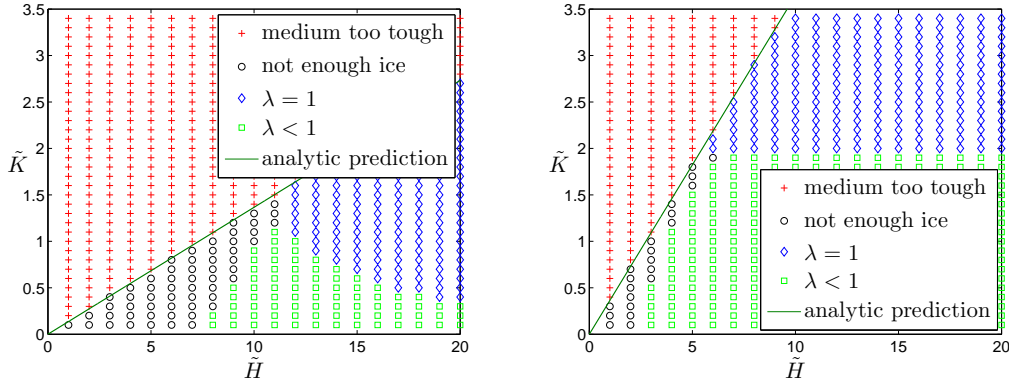 3.5
3
2.5
2
1.5
1
0.5
0
K̃
0
5
10
15
20
H̃
medium too tough
not enough ice
λ = 1
λ < 1
analytic prediction
3.5
3
2.5
2
1.5
1
0.5
0
K̃
0
5
10
15
20
H̃
medium too tough
not enough ice
λ = 1
λ < 1
analytic prediction